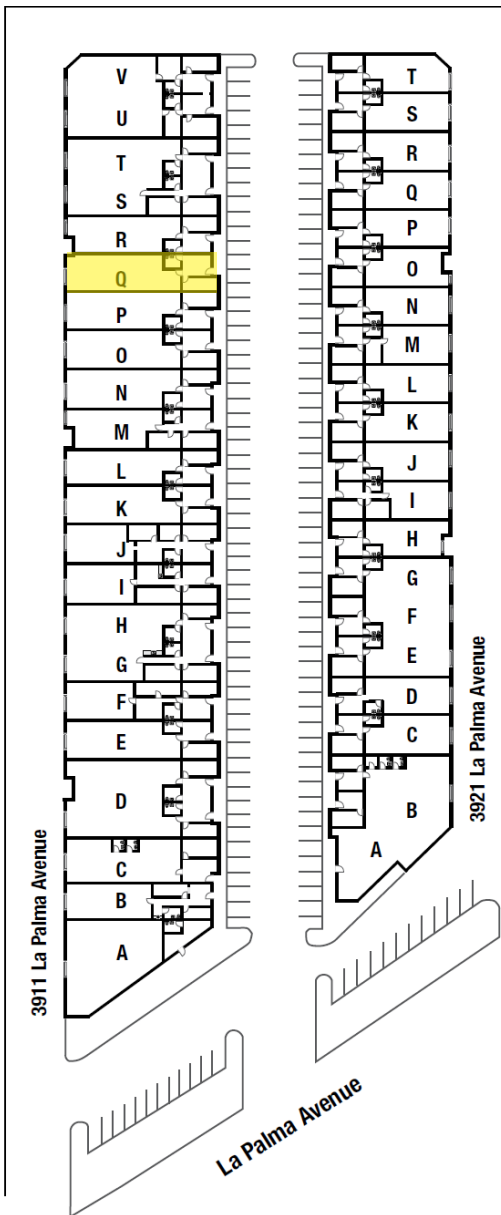 V
U
T
S
R
Q
P
O
N
M
L
K
J
I
H
G
F
E
D
C
B
A
3911 La Palma Avenue
T
S
R
Q
P
O
N
M
L
K
J
I
H
G
F
E
D
C
B
A
3921 La Palma Avenue
La Palma Avenue